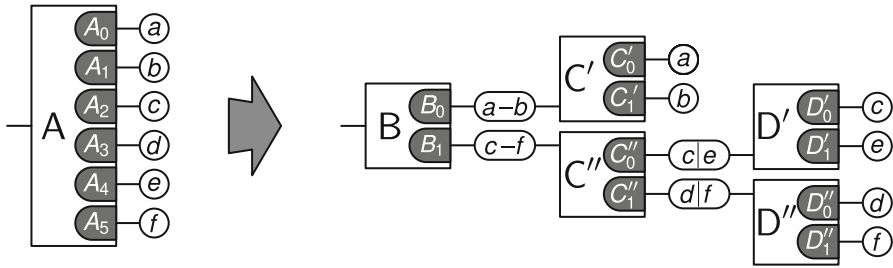 A
A₀ a
A₁ b
A₂ c
A₃ d
A₄ e
A₅ f
B
B₀ a–b
B₁ c–f
C′
C′₀ a
C′₁ b
C″
C″₀ c|e
C″₁ d|f
D′
D′₀ c
D′₁ e
D″
D″₀ d
D″₁ f